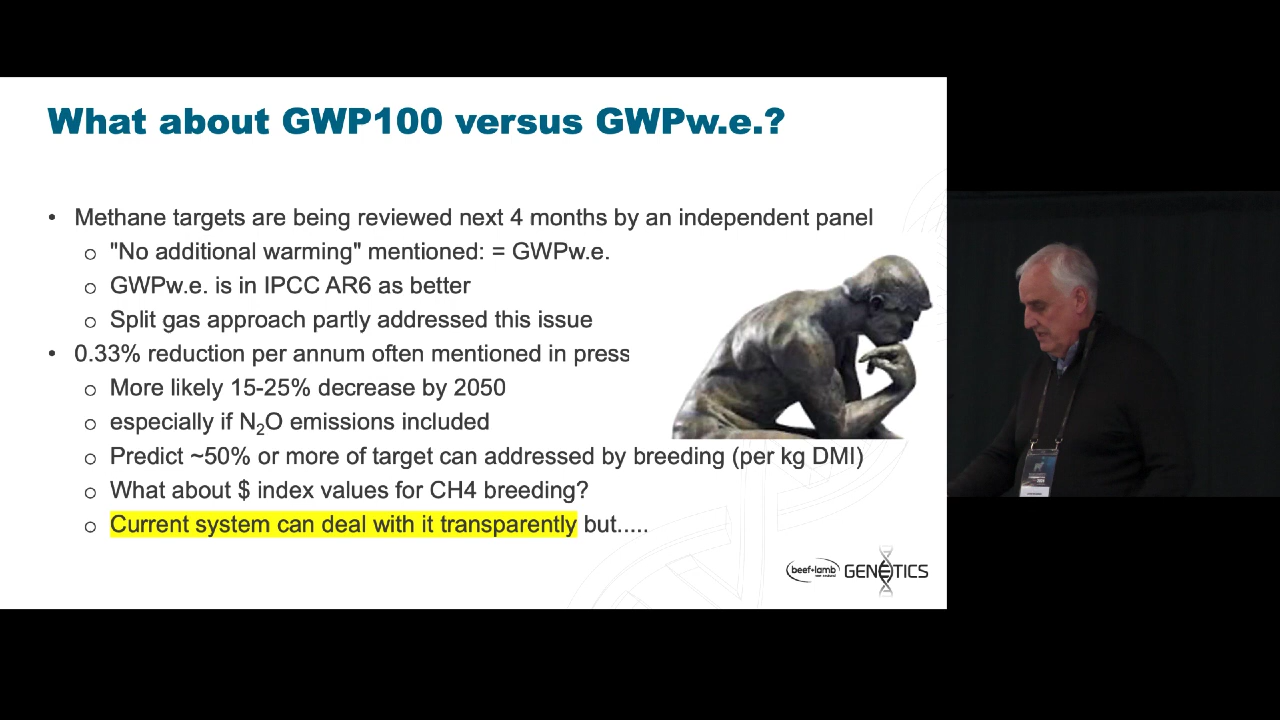 What about GWP100 versus GWPw.e.?
• Methane targets are being reviewed next 4 months by an independent panel
o "No additional warming" mentioned: = GWPw.e.
o GWPw.e. is in IPCC AR6 as better
o Split gas approach partly addressed this issue
• 0.33% reduction per annum often mentioned in press
o More likely 15-25% decrease by 2050
o especially if N₂O emissions included
o Predict ~50% or more of target can addressed by breeding (per kg DMI)
o What about $ index values for CH4 breeding?
o Current system can deal with it transparently but.....
beef+lamb
GENETICS